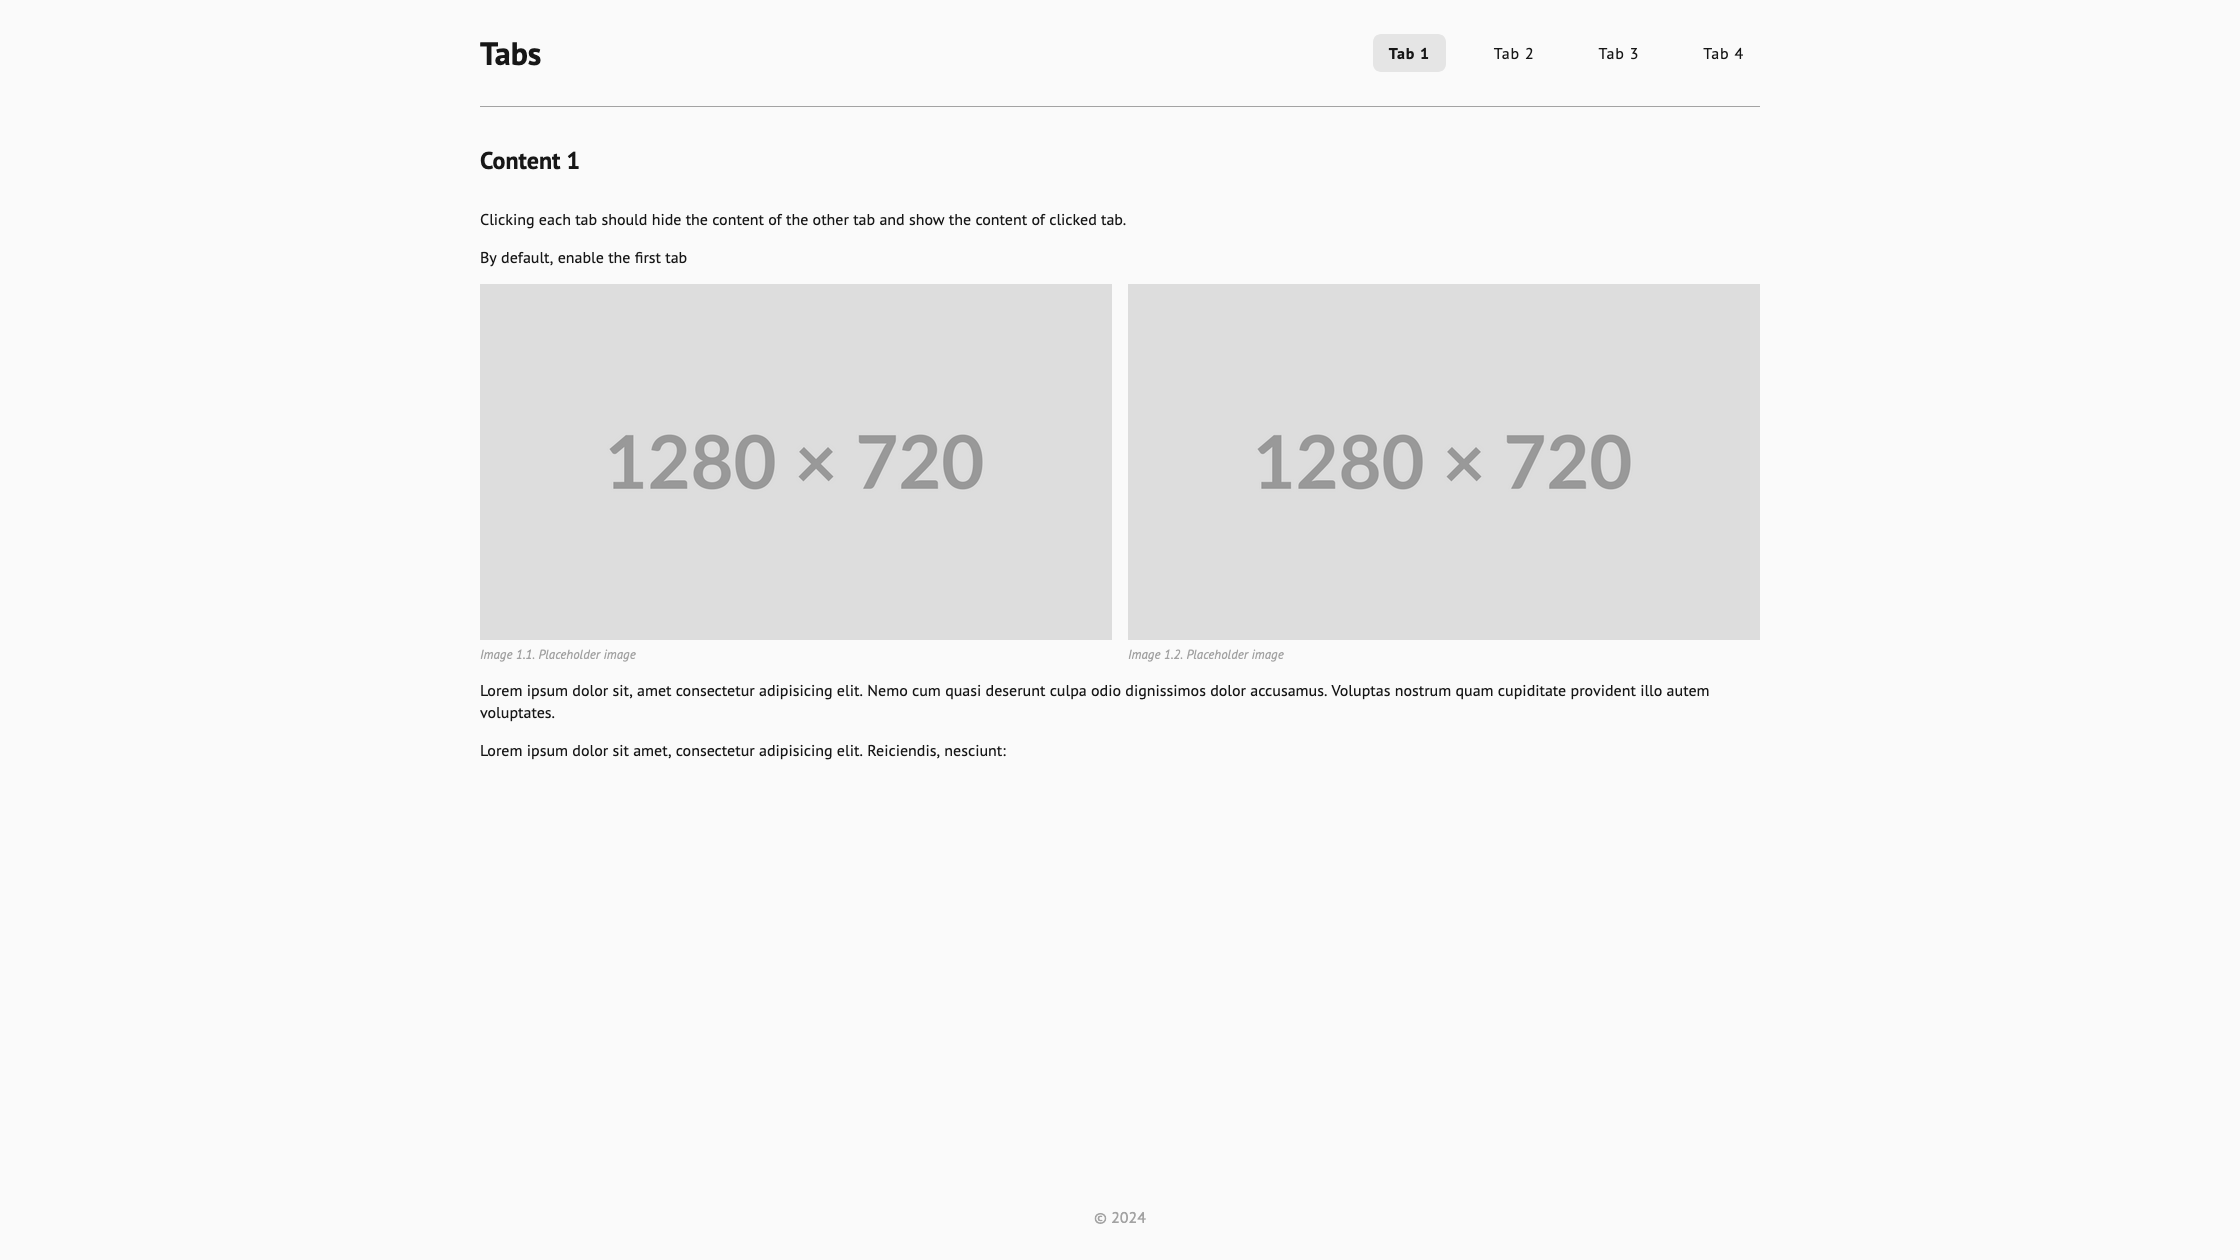 Tabs
Tab 1
Tab 2
Tab 3
Tab 4
Content 1
Clicking each tab should hide the content of the other tab and show the content of clicked tab.
By default, enable the first tab
1280 × 720
1280 × 720
Image 1.1. Placeholder image
Image 1.2. Placeholder image
Lorem ipsum dolor sit, amet consectetur adipisicing elit. Nemo cum quasi deserunt culpa odio dignissimos dolor accusamus. Voluptas nostrum quam cupiditate provident illo autem
voluptates.
Lorem ipsum dolor sit amet, consectetur adipisicing elit. Reiciendis, nesciunt:
© 2024